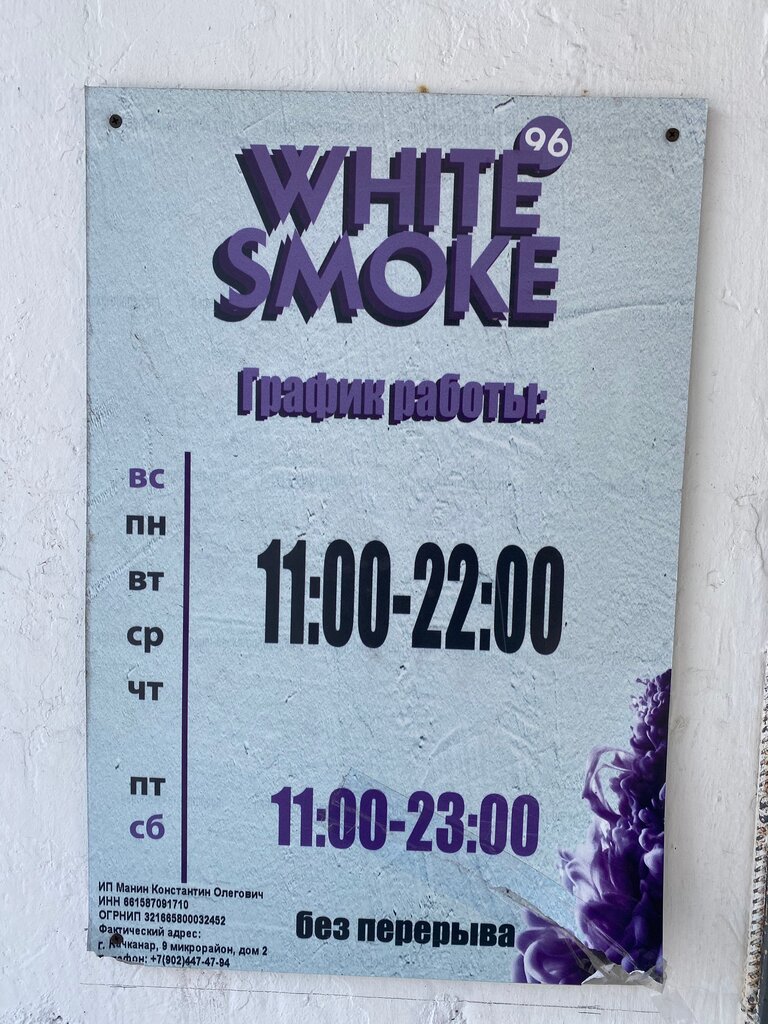 96
WHITE
SMOKE
График работы:
вс
пн
вт
ср
чт
11:00-22:00
пт
сб
11:00-23:00
ИП Манин Константин Олегович
ИНН 661587091710
ОГРНИП 321665800032452
Фактический адрес:
г. Качканар, 9 микрорайон, дом 2
Телефон: +7(902)447-47-94
без перерыва